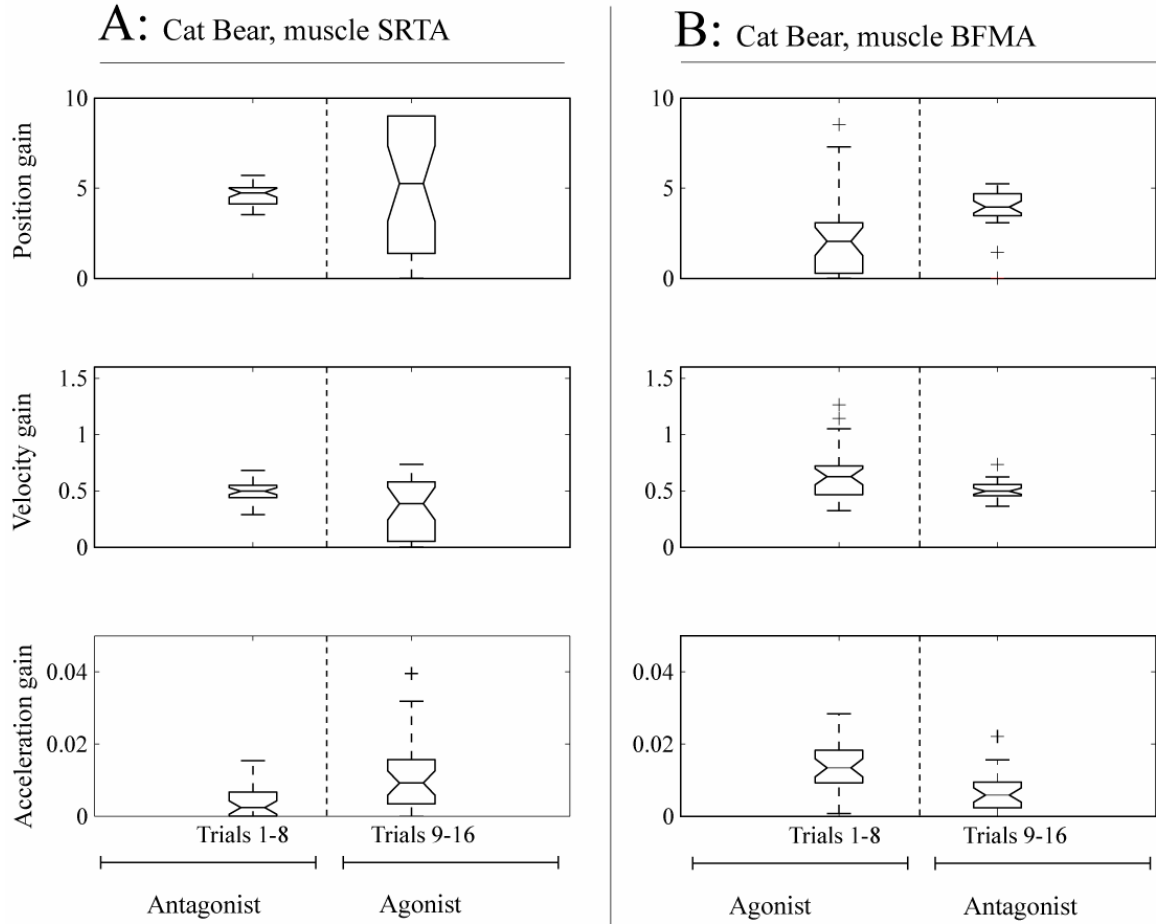 A: Cat Bear, muscle SRTA
B: Cat Bear, muscle BFMA
Position gain
10
5
0
10
5
0
Velocity gain
1.5
1
0.5
0
1.5
1
0.5
0
Acceleration gain
0.04
0.02
0
0.04
0.02
0
Trials 1-8
Trials 9-16
Trials 1-8
Trials 9-16
Antagonist
Agonist
Agonist
Antagonist